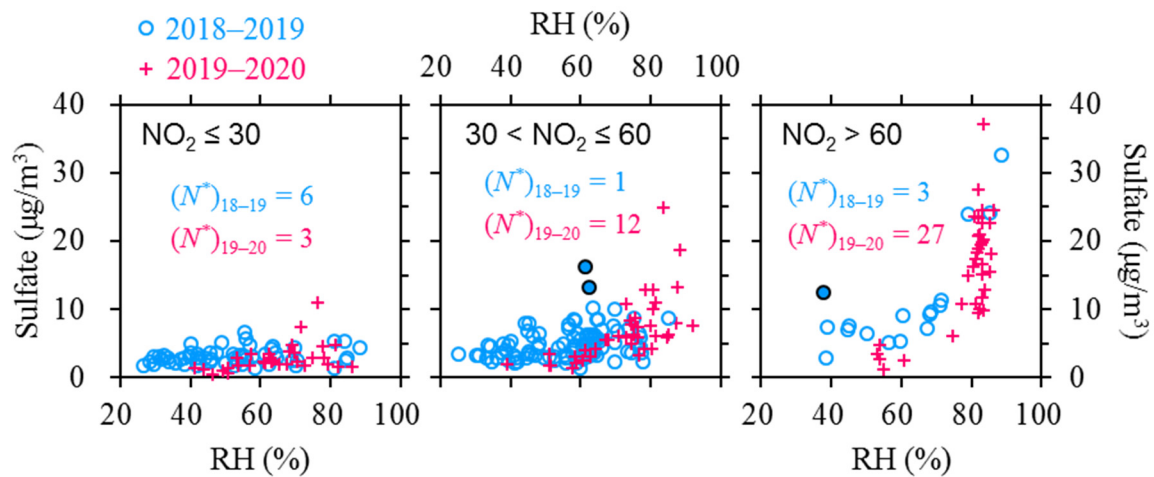 2018–2019
2019–2020
RH (%)
20 40 60 80 100
Sulfate (μg/m³)
40
30
20
10
0
NO₂ ≤ 30
(N*)₁₈₋₁₉ = 6
(N*)₁₉₋₂₀ = 3
30 < NO₂ ≤ 60
(N*)₁₈₋₁₉ = 1
(N*)₁₉₋₂₀ = 12
NO₂ > 60
(N*)₁₈₋₁₉ = 3
(N*)₁₉₋₂₀ = 27
40
30
20
10
0
Sulfate (μg/m³)
20 40 60 80 100
20 40 60 80 100
RH (%)
RH (%)